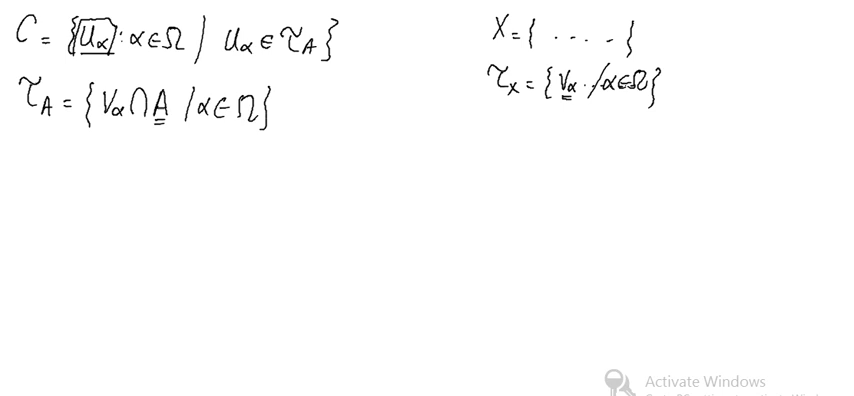 C = {U_α : α ∈ Ω / U_α ∈ τ_A}
τ_A = {V_α ∩ A / α ∈ Ω}
X = { .... }
τ_X = {V_α / α ∈ Ω}
Activate Windows